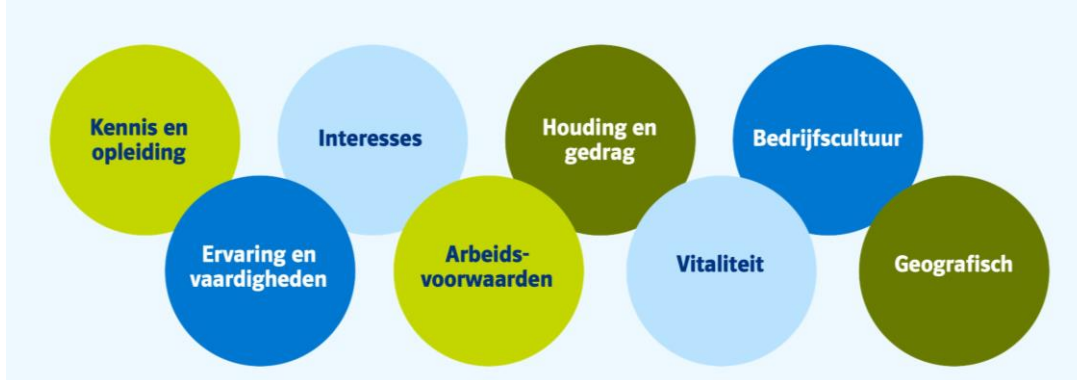 Kennis en
opleiding
Interesses
Houding en
gedrag
Bedrijfscultuur
Ervaring en
vaardigheden
Arbeids-
voorwaarden
Vitaliteit
Geografisch